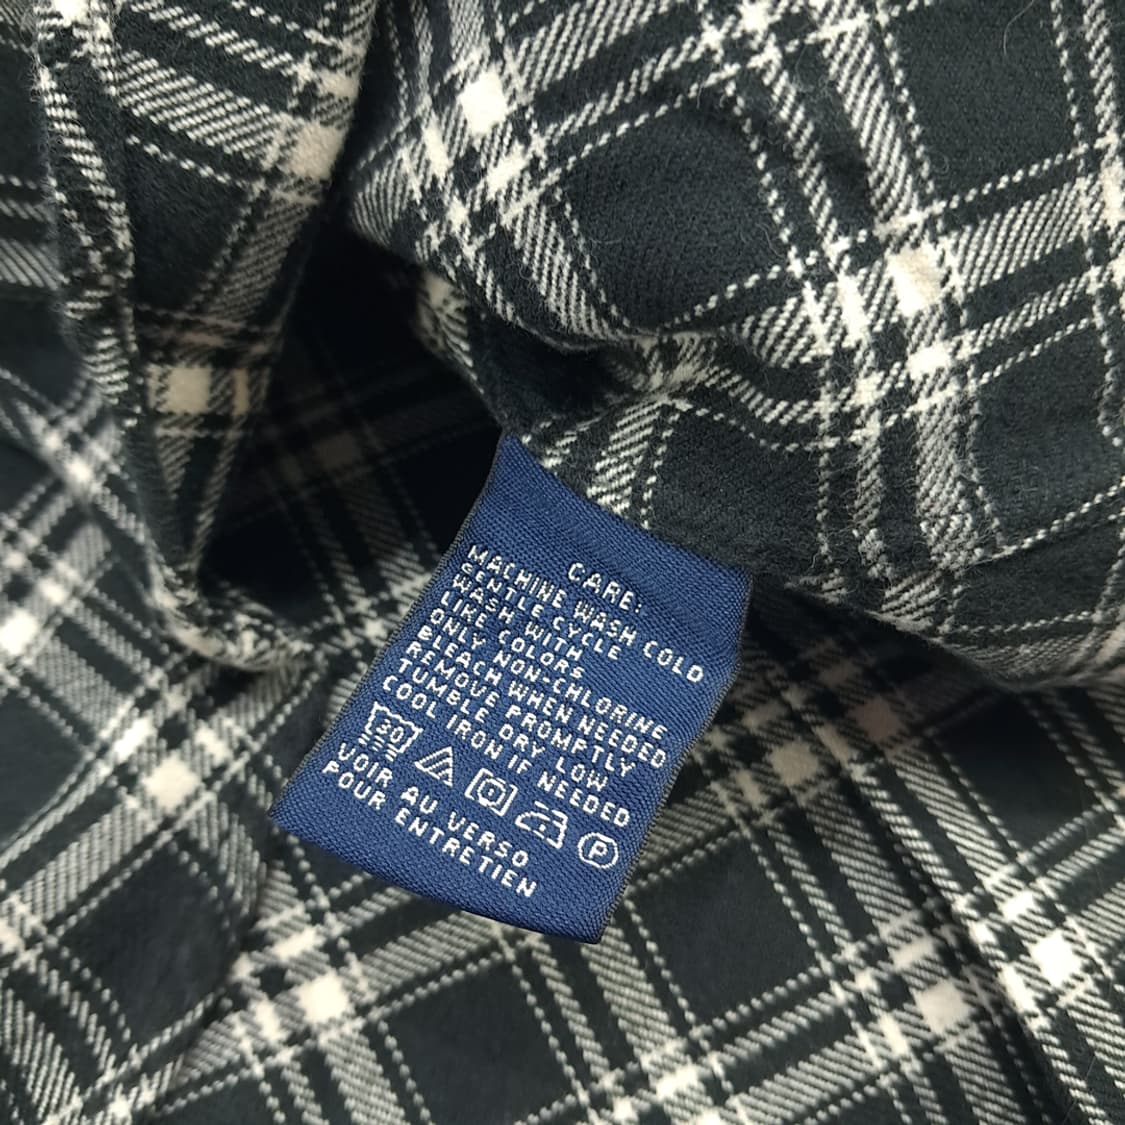 CARE:
MACHINE WASH COLD
GENTLE CYCLE
WASH WITH
LIKE COLORS
ONLY NON-CHLORINE
BLEACH WHEN NEEDED
REMOVE PROMPTLY
TUMBLE DRY LOW
COOL IRON IF NEEDED
30
P
VOIR AU VERSO
POUR ENTRETIEN